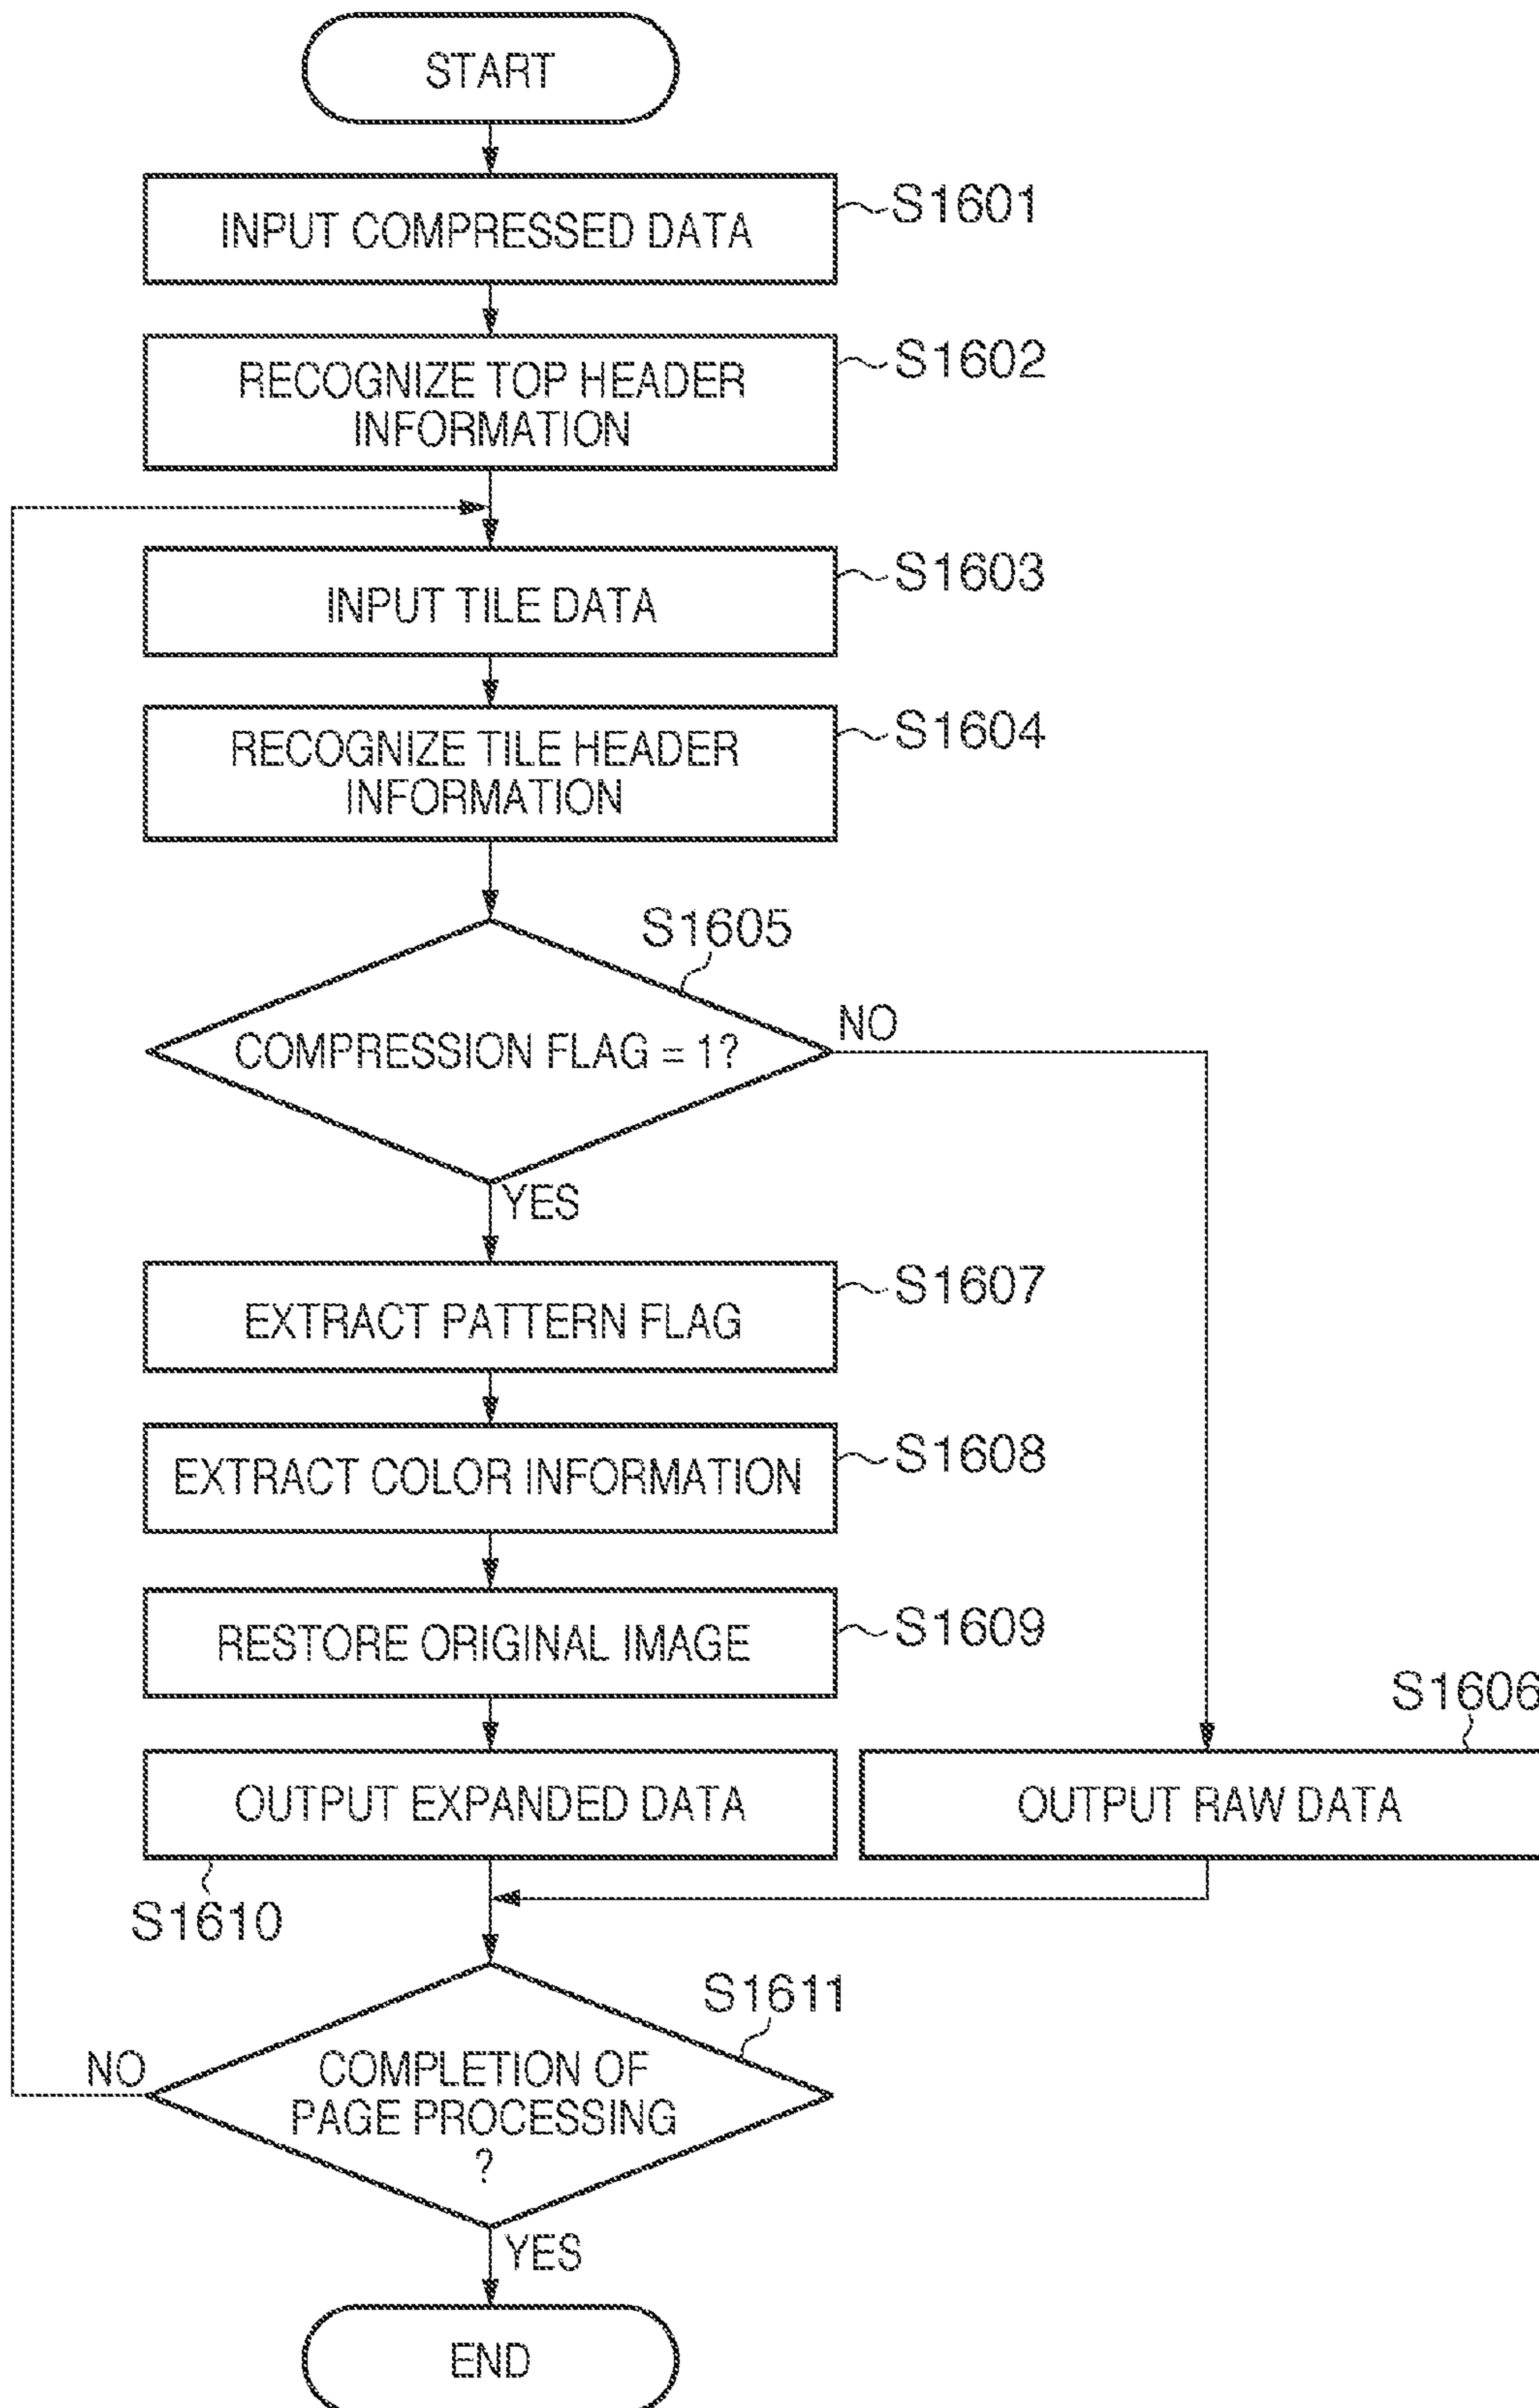 START
INPUT COMPRESSED DATA
S1601
RECOGNIZE TOP HEADER
INFORMATION
S1602
INPUT TILE DATA
S1603
RECOGNIZE TILE HEADER
INFORMATION
S1604
S1605
COMPRESSION FLAG = 1?
NO
YES
EXTRACT PATTERN FLAG
S1607
EXTRACT COLOR INFORMATION
S1608
RESTORE ORIGINAL IMAGE
S1609
S1606
OUTPUT EXPANDED DATA
OUTPUT RAW DATA
S1610
S1611
NO
COMPLETION OF
PAGE PROCESSING
?
YES
END